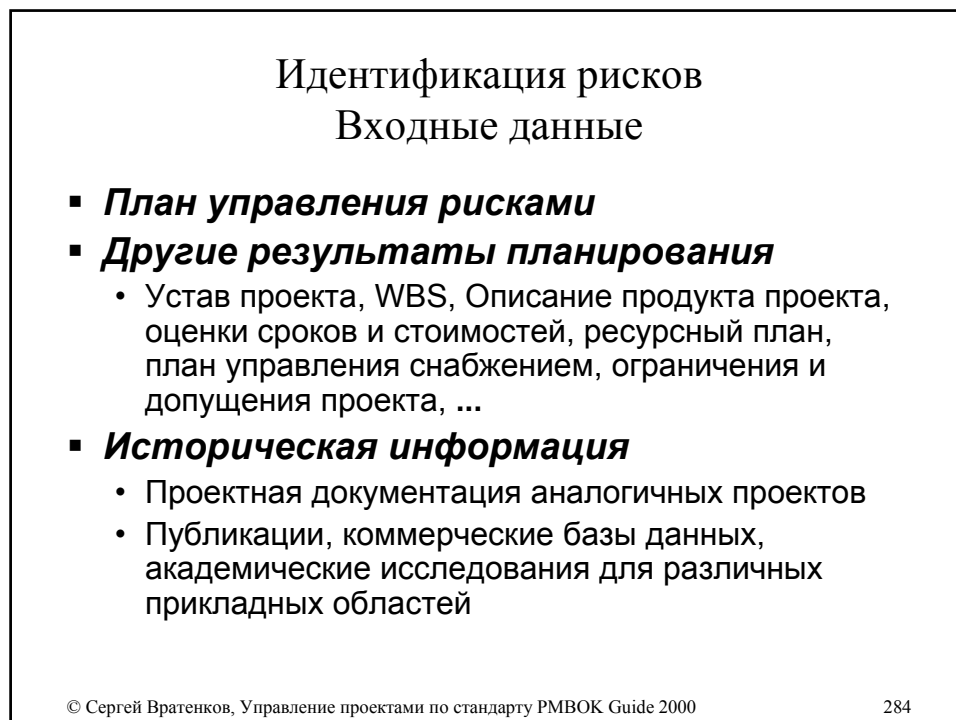 Идентификация рисков
Входные данные
▪ План управления рисками
▪ Другие результаты планирования
• Устав проекта, WBS, Описание продукта проекта,
оценки сроков и стоимостей, ресурсный план,
план управления снабжением, ограничения и
допущения проекта, ...
▪ Историческая информация
• Проектная документация аналогичных проектов
• Публикации, коммерческие базы данных,
академические исследования для различных
прикладных областей
© Сергей Вратенков, Управление проектами по стандарту PMBOK Guide 2000 284